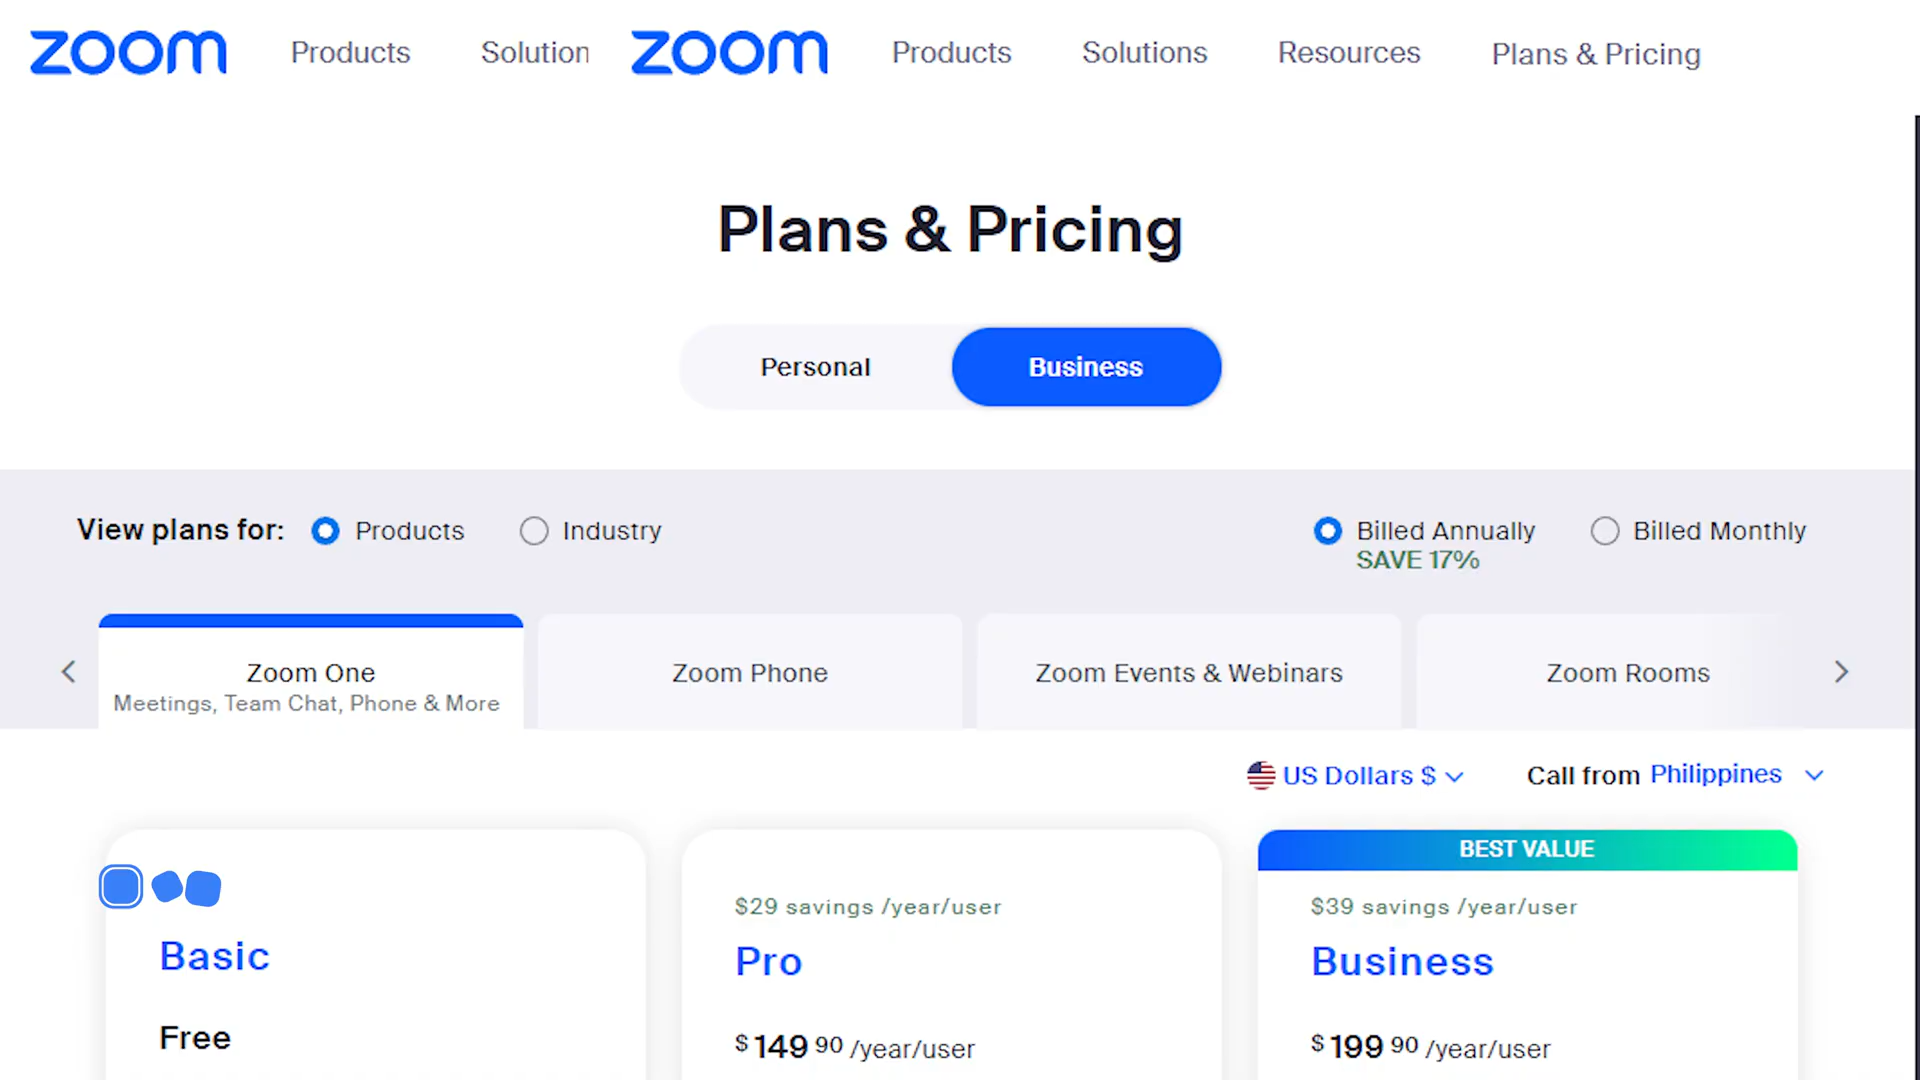 zoom Products Solution zoom Products Solutions Resources Plans & Pricing
Plans & Pricing
Personal Business
View plans for: Products Industry Billed Annually Billed Monthly
SAVE 17%
Zoom One Zoom Phone Zoom Events & Webinars Zoom Rooms
Meetings, Team Chat, Phone & More
US Dollars $ Call from Philippines
BEST VALUE
$29 savings /year/user $39 savings /year/user
Basic Pro Business
Free $149 90 /year/user $199 90 /year/user